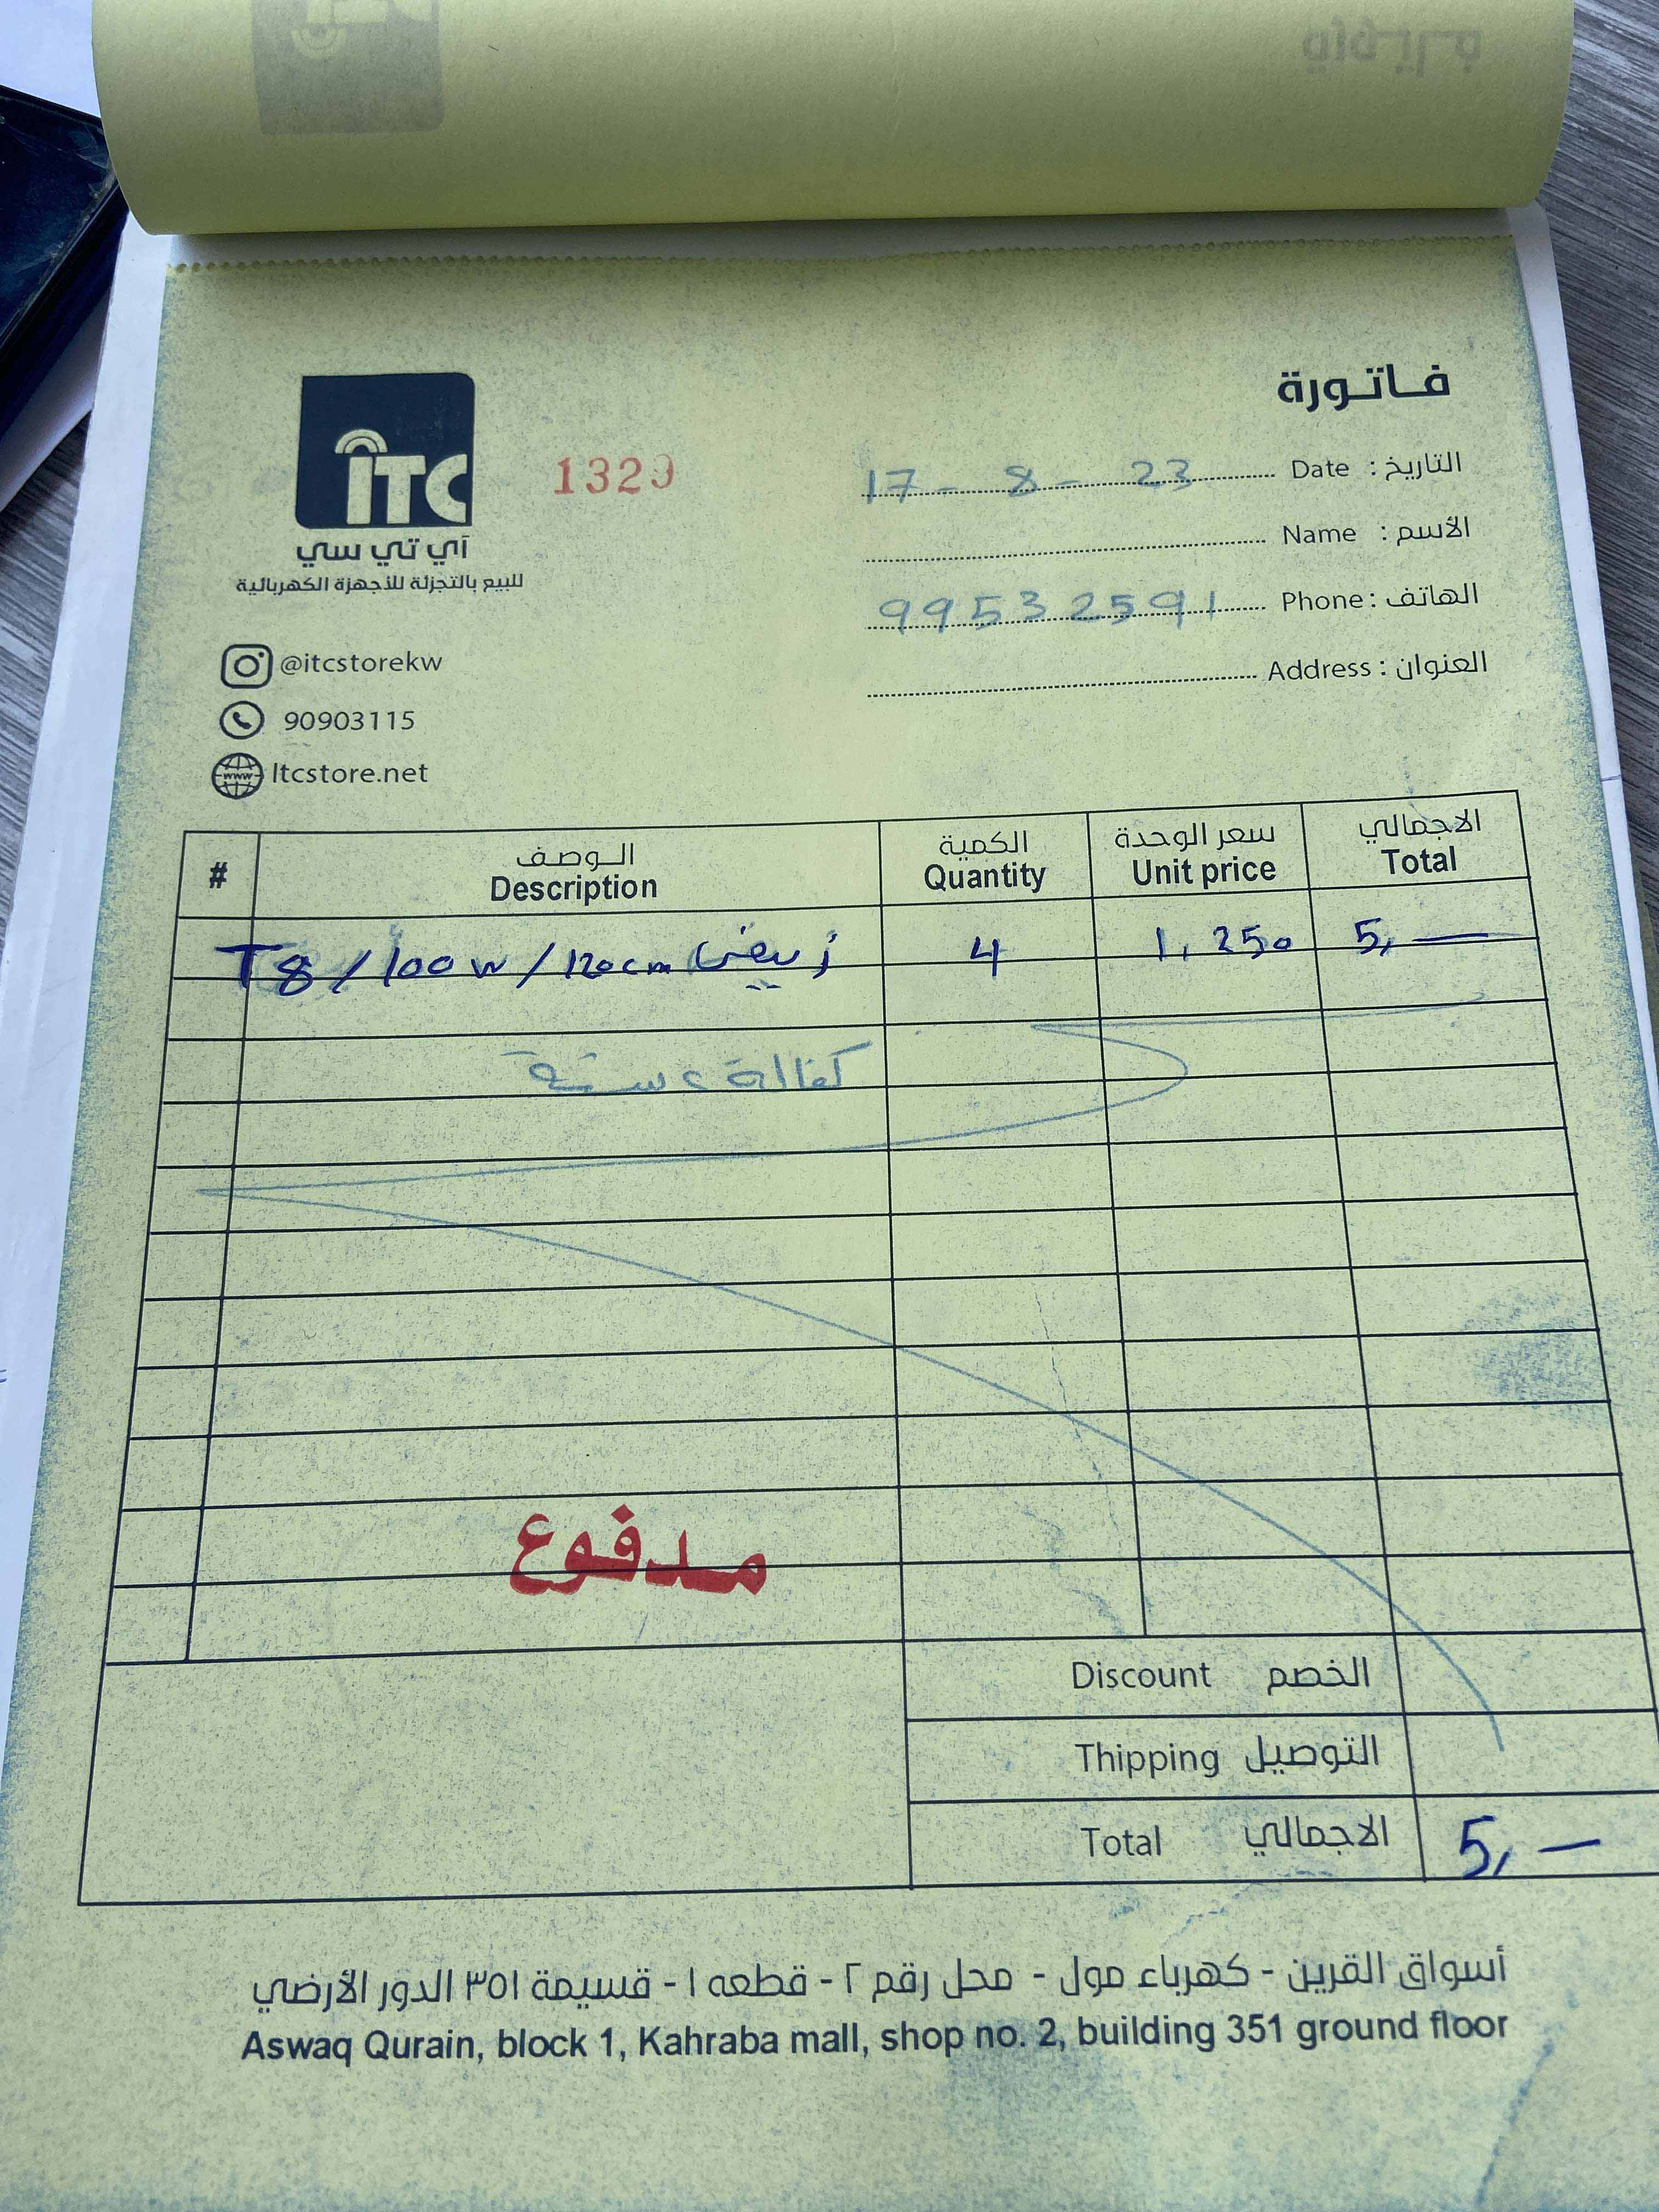 فاتورة
ITC
آي تي سي
للبيع بالتجزئة للأجهزة الكهربائية
1329
التاريخ : Date 17 - 8 - 23
الأسم : Name
الهاتف : Phone 99532591
العنوان : Address
@itcstorekw
90903115
www
Itcstore.net
# الوصف الكمية سعر الوحدة الاجمالي
Description Quantity Unit price Total
T8 / 100w / 120cm ابيض 4 1,250 5,—
كفالة ٢ سنة
مدفوع
Discount الخصم
Thipping التوصيل
Total الاجمالي 5,—
أسواق القرين - كهرباء مول - محل رقم ٢ - قطعه ١ - قسيمة ٣٥١ الدور الأرضي
Aswaq Qurain, block 1, Kahraba mall, shop no. 2, building 351 ground floor